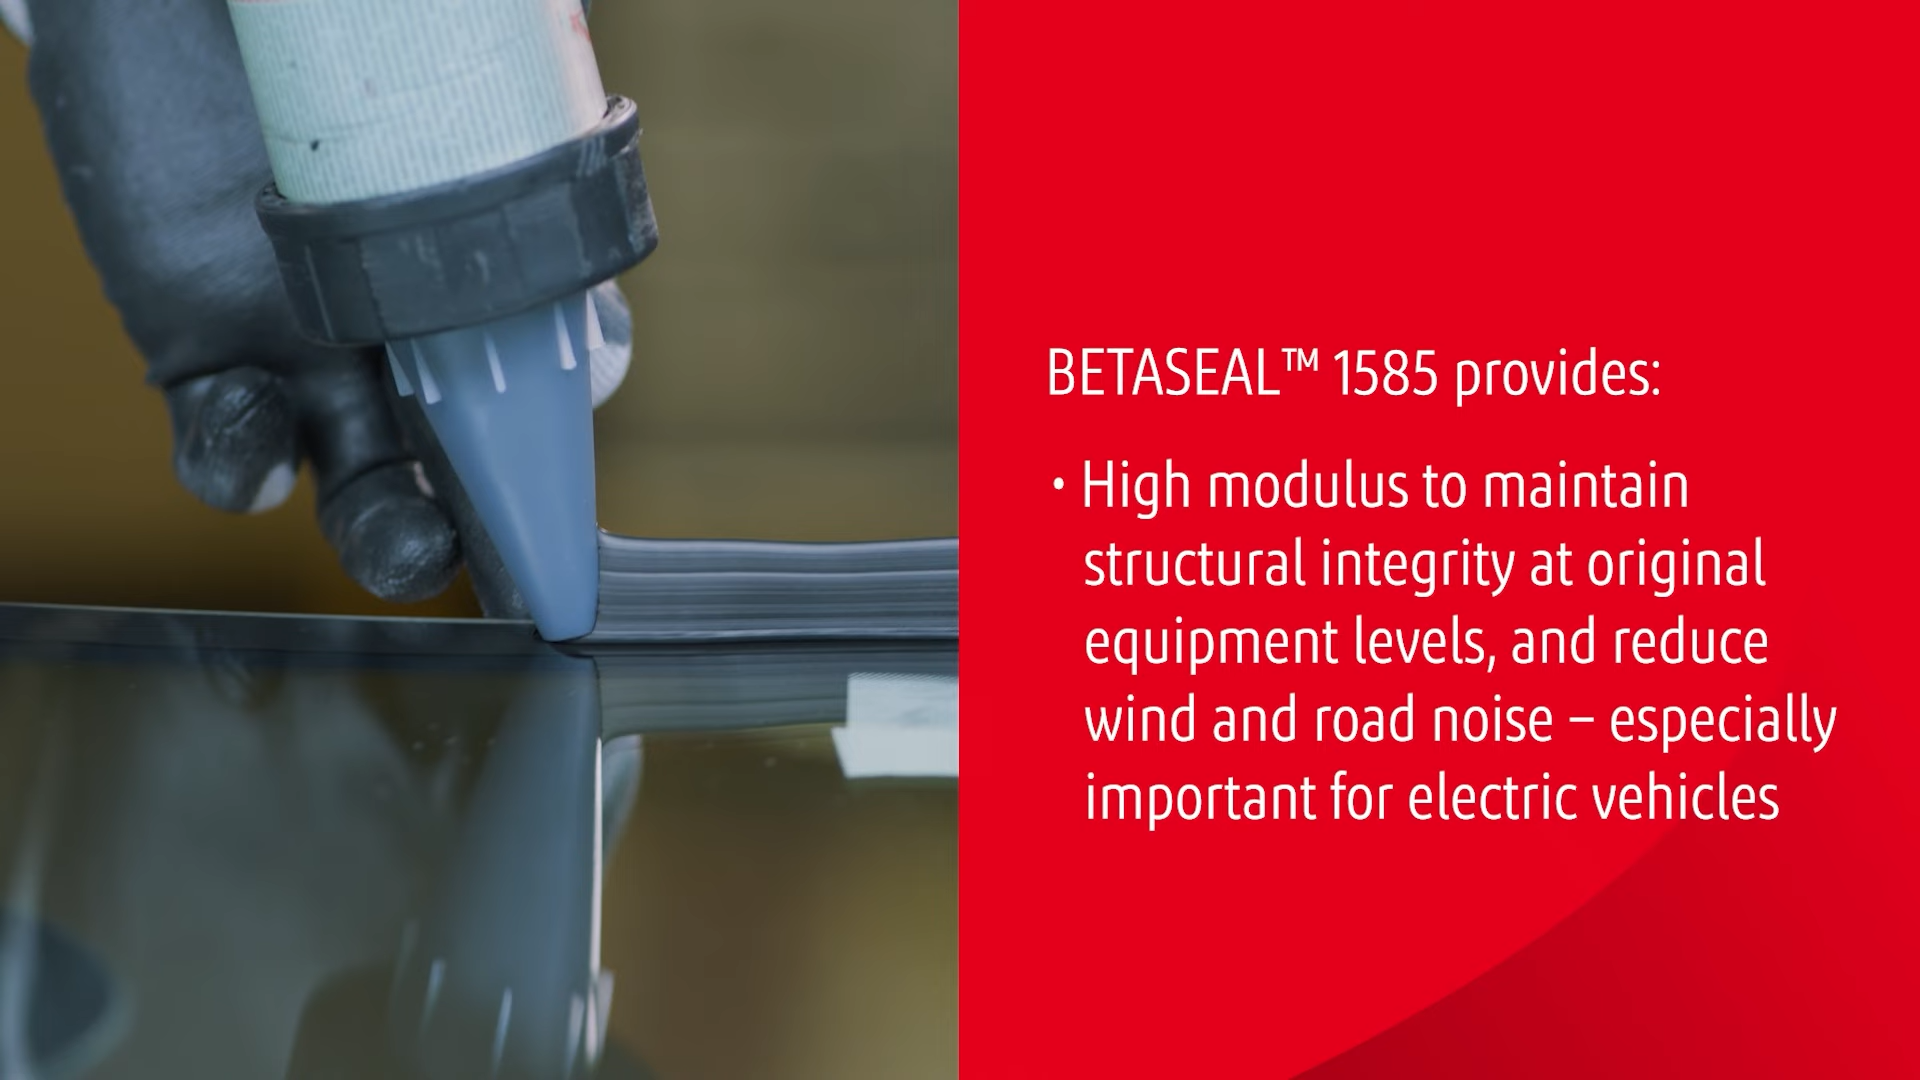 BETASEAL™ 1585 provides:
• High modulus to maintain
structural integrity at original
equipment levels, and reduce
wind and road noise – especially
important for electric vehicles